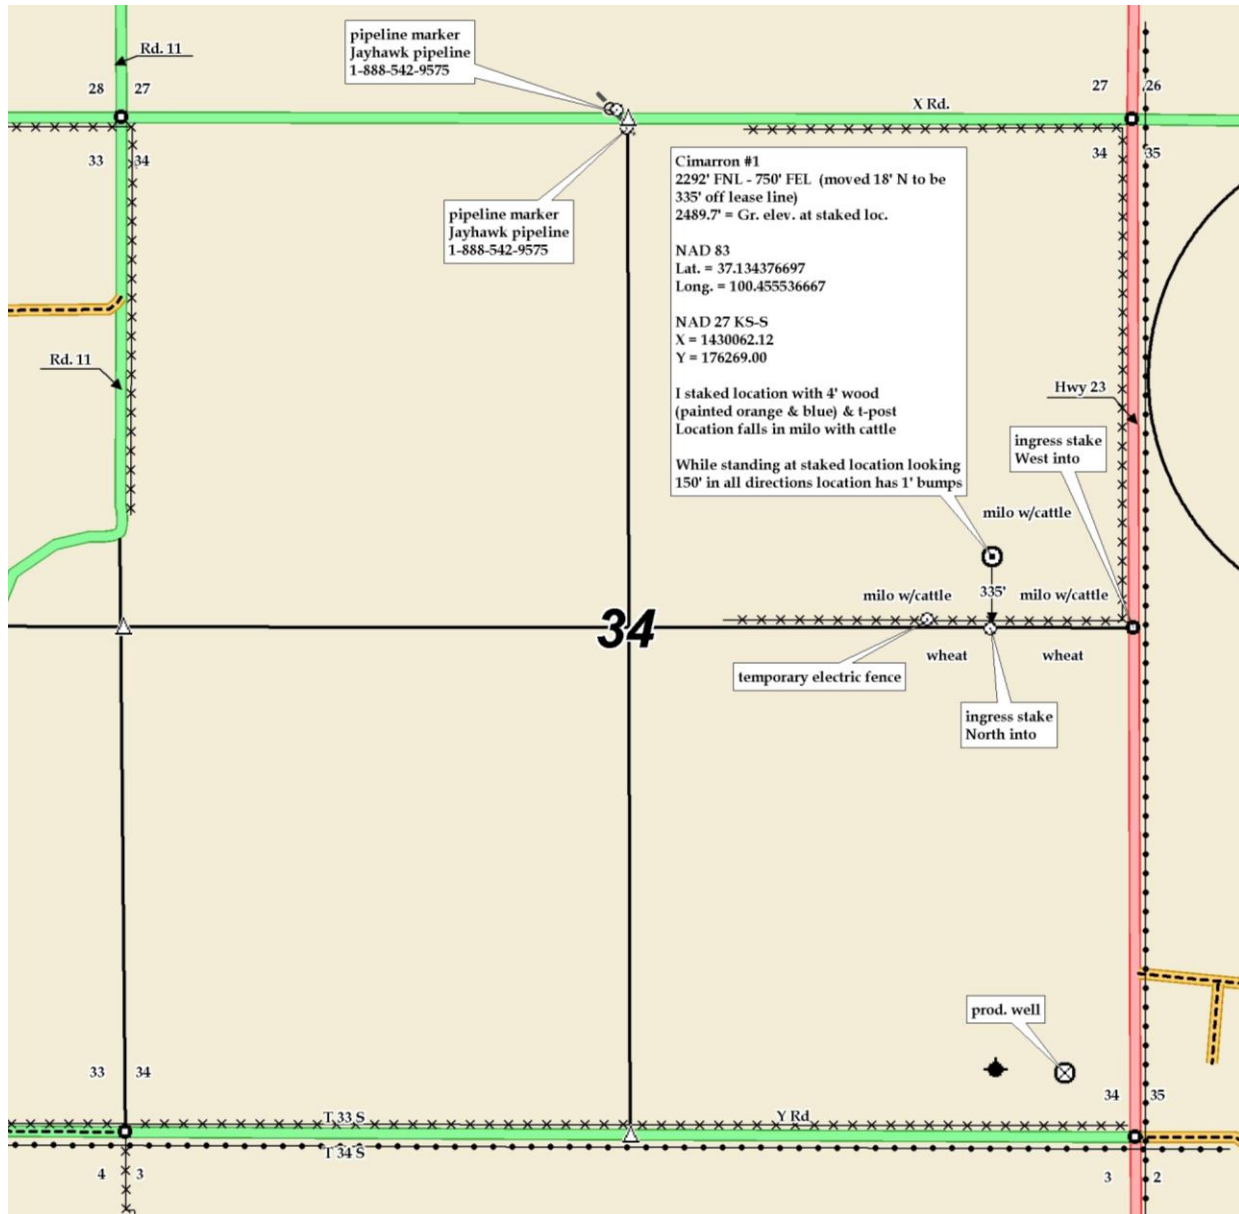 pipeline marker
Jayhawk pipeline
1-888-542-9575
Rd. 11
28 27
27 26
X Rd.
33 34
34 35
Cimarron #1
2292' FNL - 750' FEL (moved 18' N to be
335' off lease line)
2489.7' = Gr. elev. at staked loc.
NAD 83
Lat. = 37.134376697
Long. = 100.455536667
NAD 27 KS-S
X = 1430062.12
Y = 176269.00
I staked location with 4' wood
(painted orange & blue) & t-post
Location falls in milo with cattle
While standing at staked location looking
150' in all directions location has 1' bumps
pipeline marker
Jayhawk pipeline
1-888-542-9575
Rd. 11
Hwy 23
ingress stake
West into
milo w/cattle
milo w/cattle
335'
milo w/cattle
34
wheat
wheat
temporary electric fence
ingress stake
North into
prod. well
33 34
34 35
T 33 S
Y Rd
T 34 S
4 3
3 2